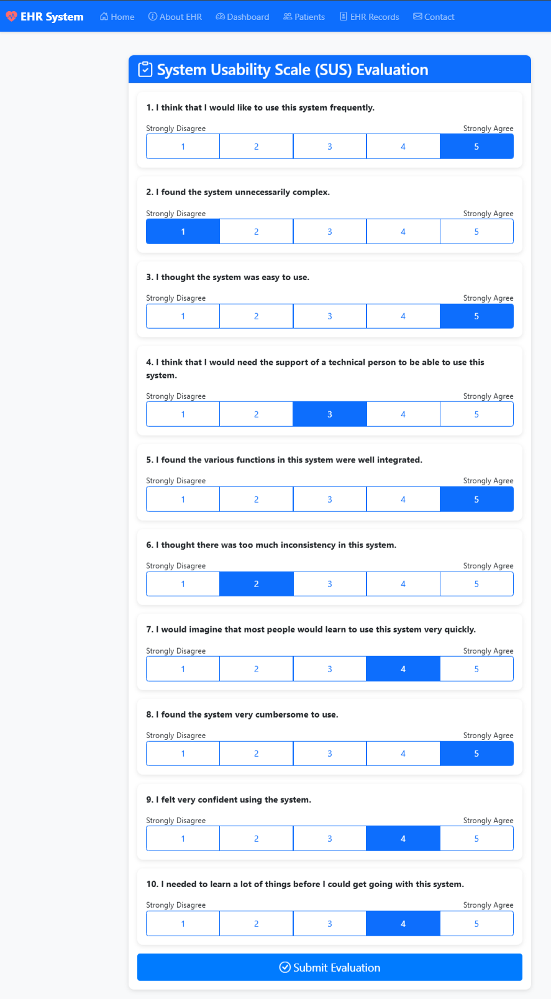 EHR System Home About EHR Dashboard Patients EHR Records Contact
System Usability Scale (SUS) Evaluation
1. I think that I would like to use this system frequently.
Strongly Disagree Strongly Agree
1 2 3 4 5
2. I found the system unnecessarily complex.
Strongly Disagree Strongly Agree
1 2 3 4 5
3. I thought the system was easy to use.
Strongly Disagree Strongly Agree
1 2 3 4 5
4. I think that I would need the support of a technical person to be able to use this
system.
Strongly Disagree Strongly Agree
1 2 3 4 5
5. I found the various functions in this system were well integrated.
Strongly Disagree Strongly Agree
1 2 3 4 5
6. I thought there was too much inconsistency in this system.
Strongly Disagree Strongly Agree
1 2 3 4 5
7. I would imagine that most people would learn to use this system very quickly.
Strongly Disagree Strongly Agree
1 2 3 4 5
8. I found the system very cumbersome to use.
Strongly Disagree Strongly Agree
1 2 3 4 5
9. I felt very confident using the system.
Strongly Disagree Strongly Agree
1 2 3 4 5
10. I needed to learn a lot of things before I could get going with this system.
Strongly Disagree Strongly Agree
1 2 3 4 5
Submit Evaluation